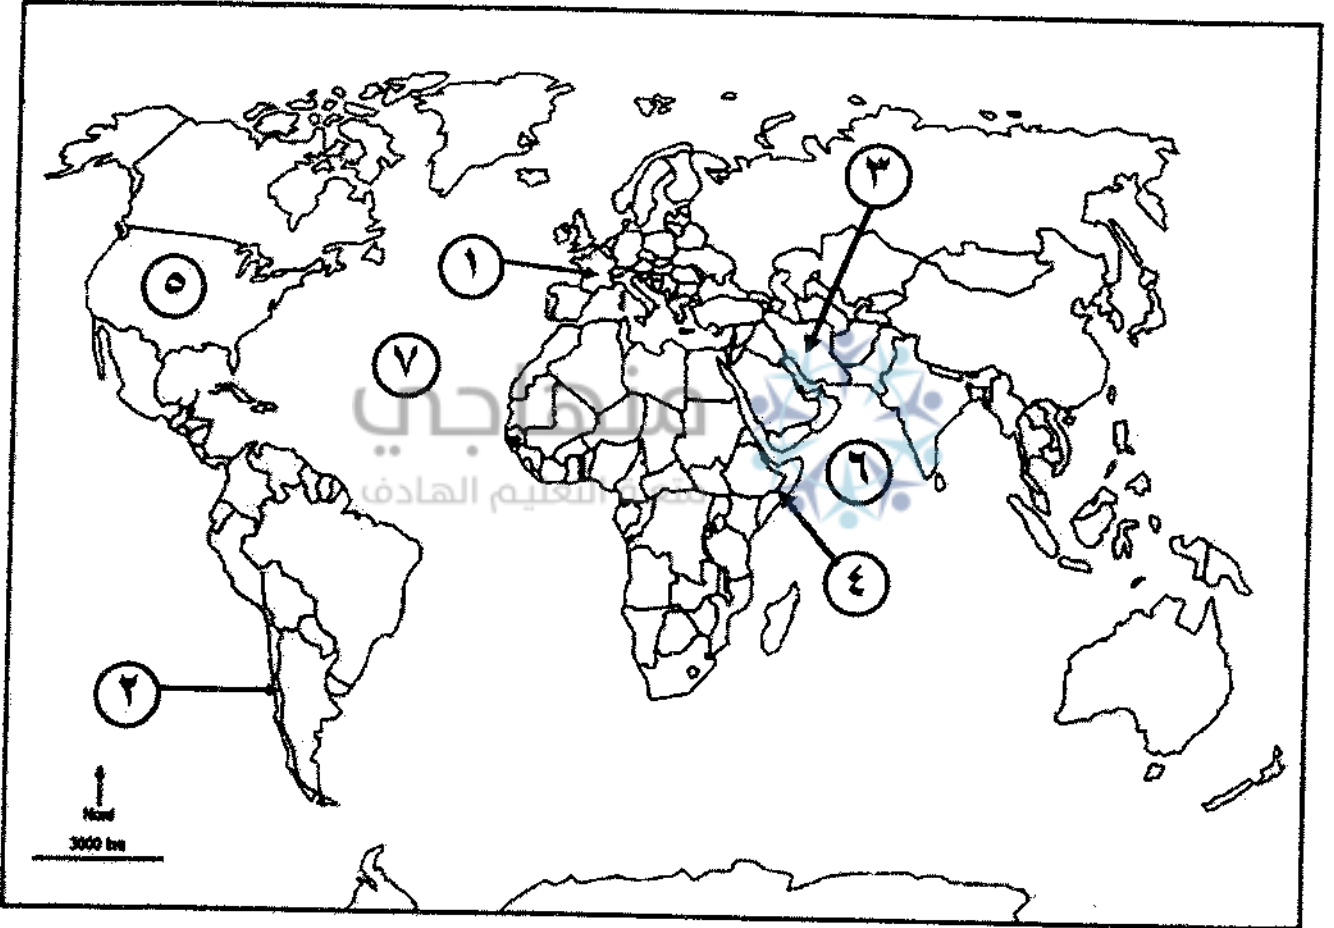 ٣
١
٥
٧
منهاجي
٦
متعة التعليم الهادف
٤
٢
Nord
3000 km